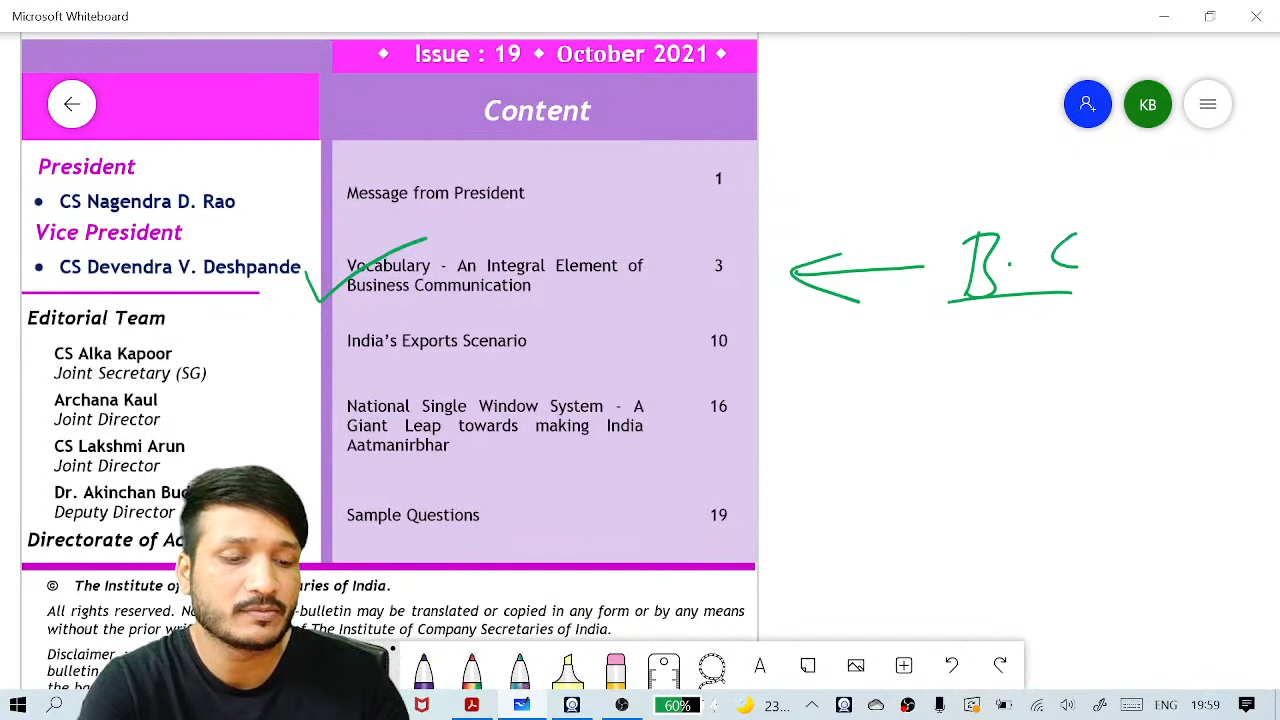 Microsoft Whiteboard
Issue : 19
October 2021
Content
KB
President
CS Nagendra D. Rao
Vice President
CS Devendra V. Deshpande
Editorial Team
CS Alka Kapoor
Joint Secretary (SG)
Archana Kaul
Joint Director
CS Lakshmi Arun
Joint Director
Dr. Akinchan
Deputy Director
Directorate of
Message from President 1
Vocabulary - An Integral Element of
Business Communication 3
India's Exports Scenario 10
National Single Window System - A
Giant Leap towards making India
Aatmanirbhar 16
Sample Questions 19
B. C
© The Institute of
of India.
All rights reserved.
-bulletin may be translated or copied in any form or by any means
without the prior
of The Institute of Company Secretaries of India.
Disclaimer
A
60%
23...
ENG
19:59